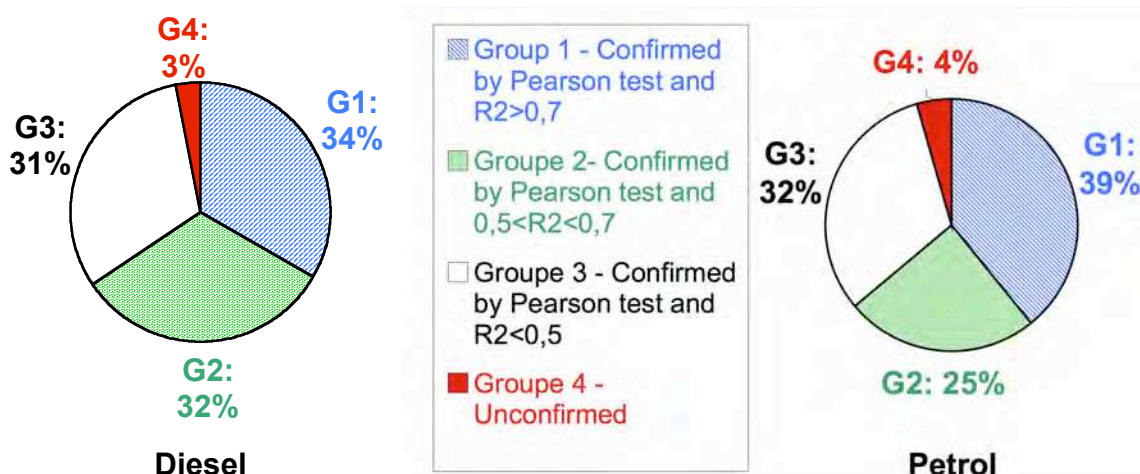 G4:
3%
G1:
34%
G3:
31%
G2:
32%
Diesel
Group 1 - Confirmed
by Pearson test and
R2>0,7
Groupe 2- Confirmed
by Pearson test and
0,5<R2<0,7
Groupe 3 - Confirmed
by Pearson test and
R2<0,5
Groupe 4 -
Unconfirmed
G4: 4%
G1:
39%
G3:
32%
G2: 25%
Petrol